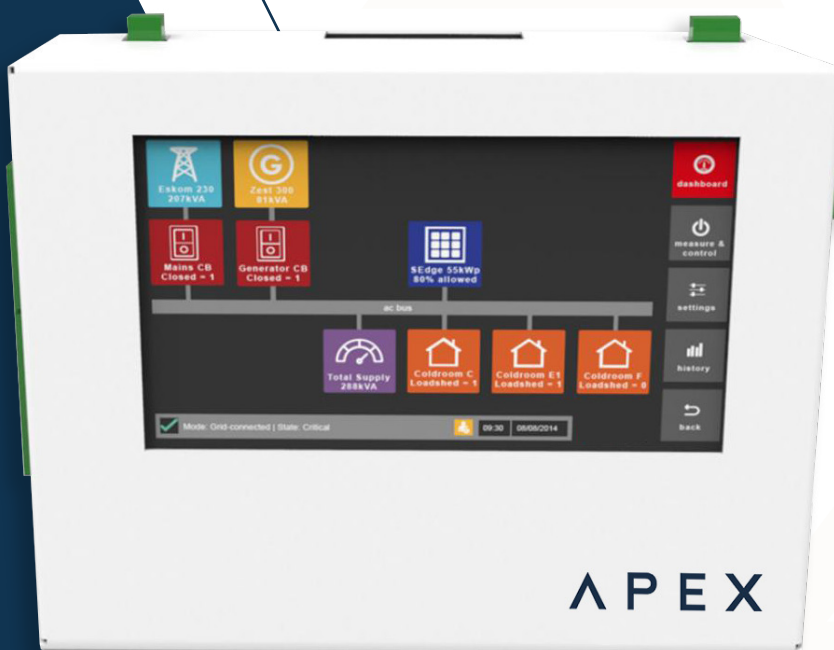 Eskom 230
207kVA
G
Zest 300
81kVA
dashboard
Mains CB
Closed = 1
Generator CB
Closed = 1
SEdge 55kWp
80% allowed
measure &
control
ac bus
settings
Total Supply
288kVA
Coldroom C
Loadshed = 1
Coldroom E1
Loadshed = 1
Coldroom F
Loadshed = 0
history
Mode: Grid-connected | State: Critical
09:30
08/08/2014
back
APEX